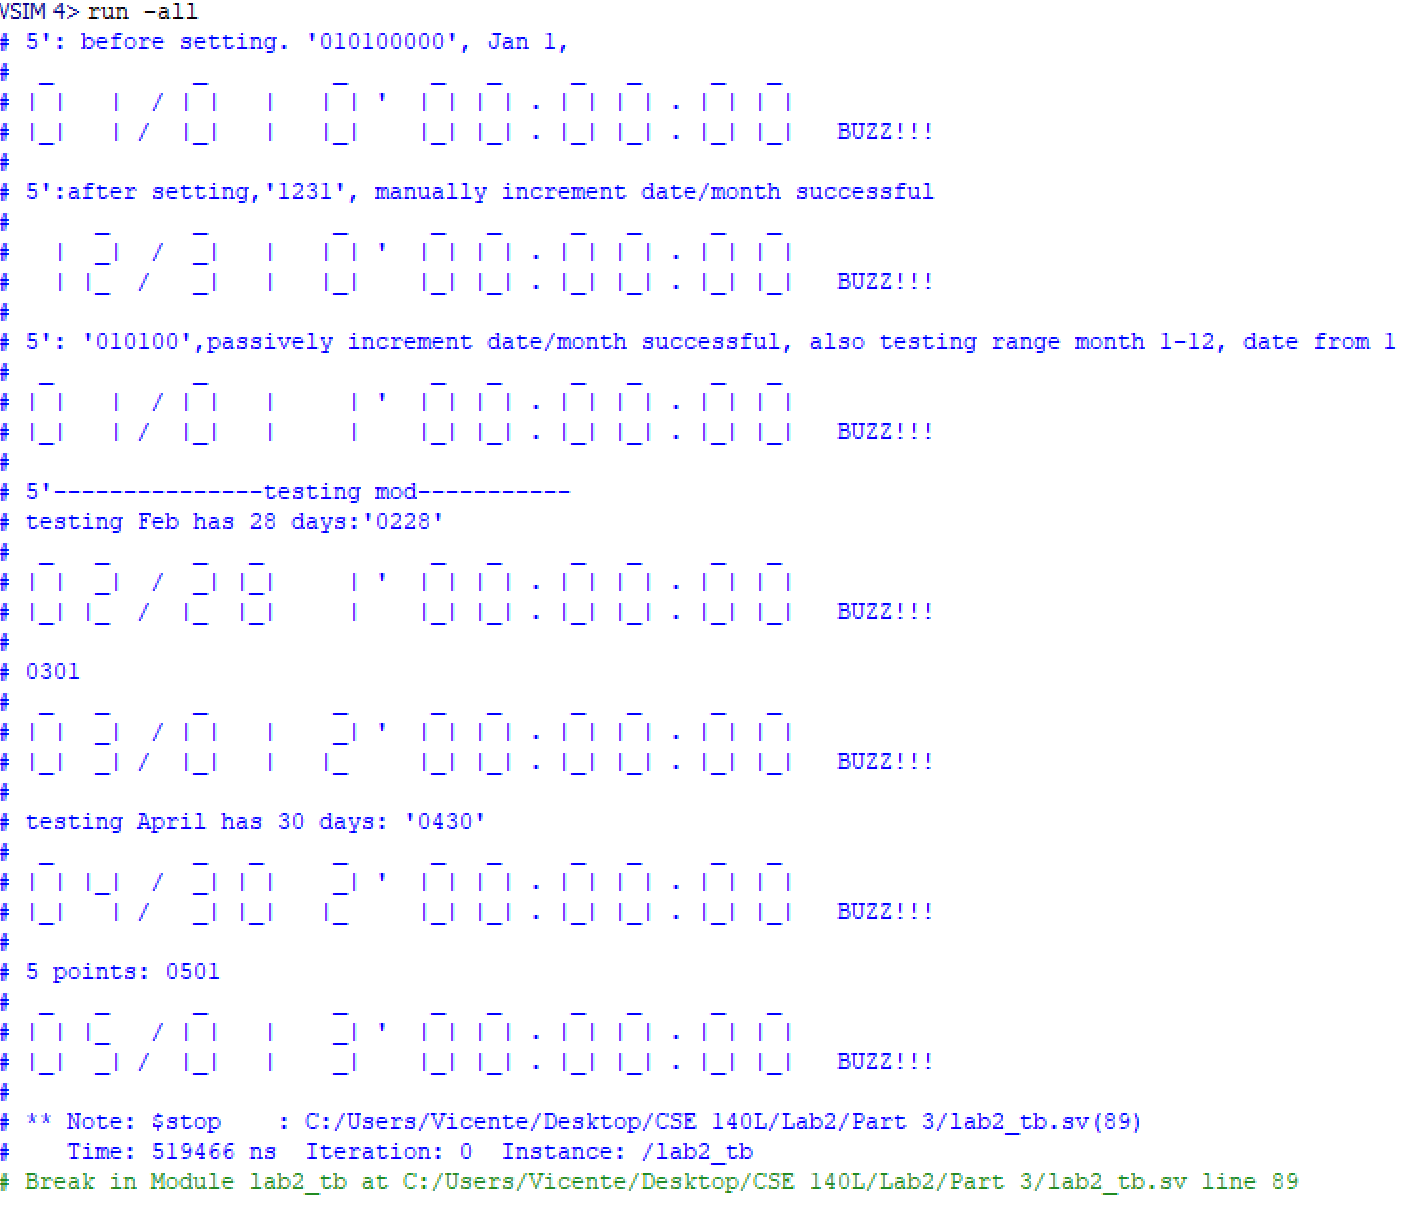 VSIM 4> run -all
# 5': before setting. '010100000', Jan 1,
#
#   _           _         _      _   _     _   _     _   _
# | |   |  / | |   |   | | '  | | | | . | | | | . | | | |
# |_|   | /  |_|   |   |_|    |_| |_| . |_| |_| . |_| |_|   BUZZ!!!
#
# 5':after setting,'1231', manually increment date/month successful
#
#       _      _         _      _   _     _   _     _   _
#   |  _| /  _|   |   | | '  | | | | . | | | | . | | | |
#   | |_  /   _|   |   |_|    |_| |_| . |_| |_| . |_| |_|   BUZZ!!!
#
# 5': '010100',passively increment date/month successful, also testing range month 1-12, date from 1
#
#  _          _                _   _     _   _     _   _
# | |   |  / | |   |     | '  | | | | . | | | | . | | | |
# |_|   | /  |_|   |     |    |_| |_| . |_| |_| . |_| |_|   BUZZ!!!
#
# 5'---------------testing mod-----------
# testing Feb has 28 days:'0228'
#
#  _   _      _   _            _   _     _   _     _   _
# | |  _|  /  _| |_|     | '  | | | | . | | | | . | | | |
# |_| |_  /  |_  |_|     |    |_| |_| . |_| |_| . |_| |_|   BUZZ!!!
#
# 0301
#
#  _   _      _         _      _   _     _   _     _   _
# | |  _|  / | |   |    _| '  | | | | . | | | | . | | | |
# |_|  _| /  |_|   |   |_     |_| |_| . |_| |_| . |_| |_|   BUZZ!!!
#
# testing April has 30 days: '0430'
#
#  _          _   _     _      _   _     _   _     _   _
# | | |_|  /  _| | |    _| '  | | | | . | | | | . | | | |
# |_|   | /   _| |_|   |_     |_| |_| . |_| |_| . |_| |_|   BUZZ!!!
#
# 5 points: 0501
#
#  _   _      _         _      _   _     _   _     _   _
# | | |_   / | |   |    _| '  | | | | . | | | | . | | | |
# |_|  _| /  |_|   |    _|    |_| |_| . |_| |_| . |_| |_|   BUZZ!!!
#
# ** Note: $stop    : C:/Users/Vicente/Desktop/CSE 140L/Lab2/Part 3/lab2_tb.sv(89)
#    Time: 519466 ns  Iteration: 0  Instance: /lab2_tb
# Break in Module lab2_tb at C:/Users/Vicente/Desktop/CSE 140L/Lab2/Part 3/lab2_tb.sv line 89